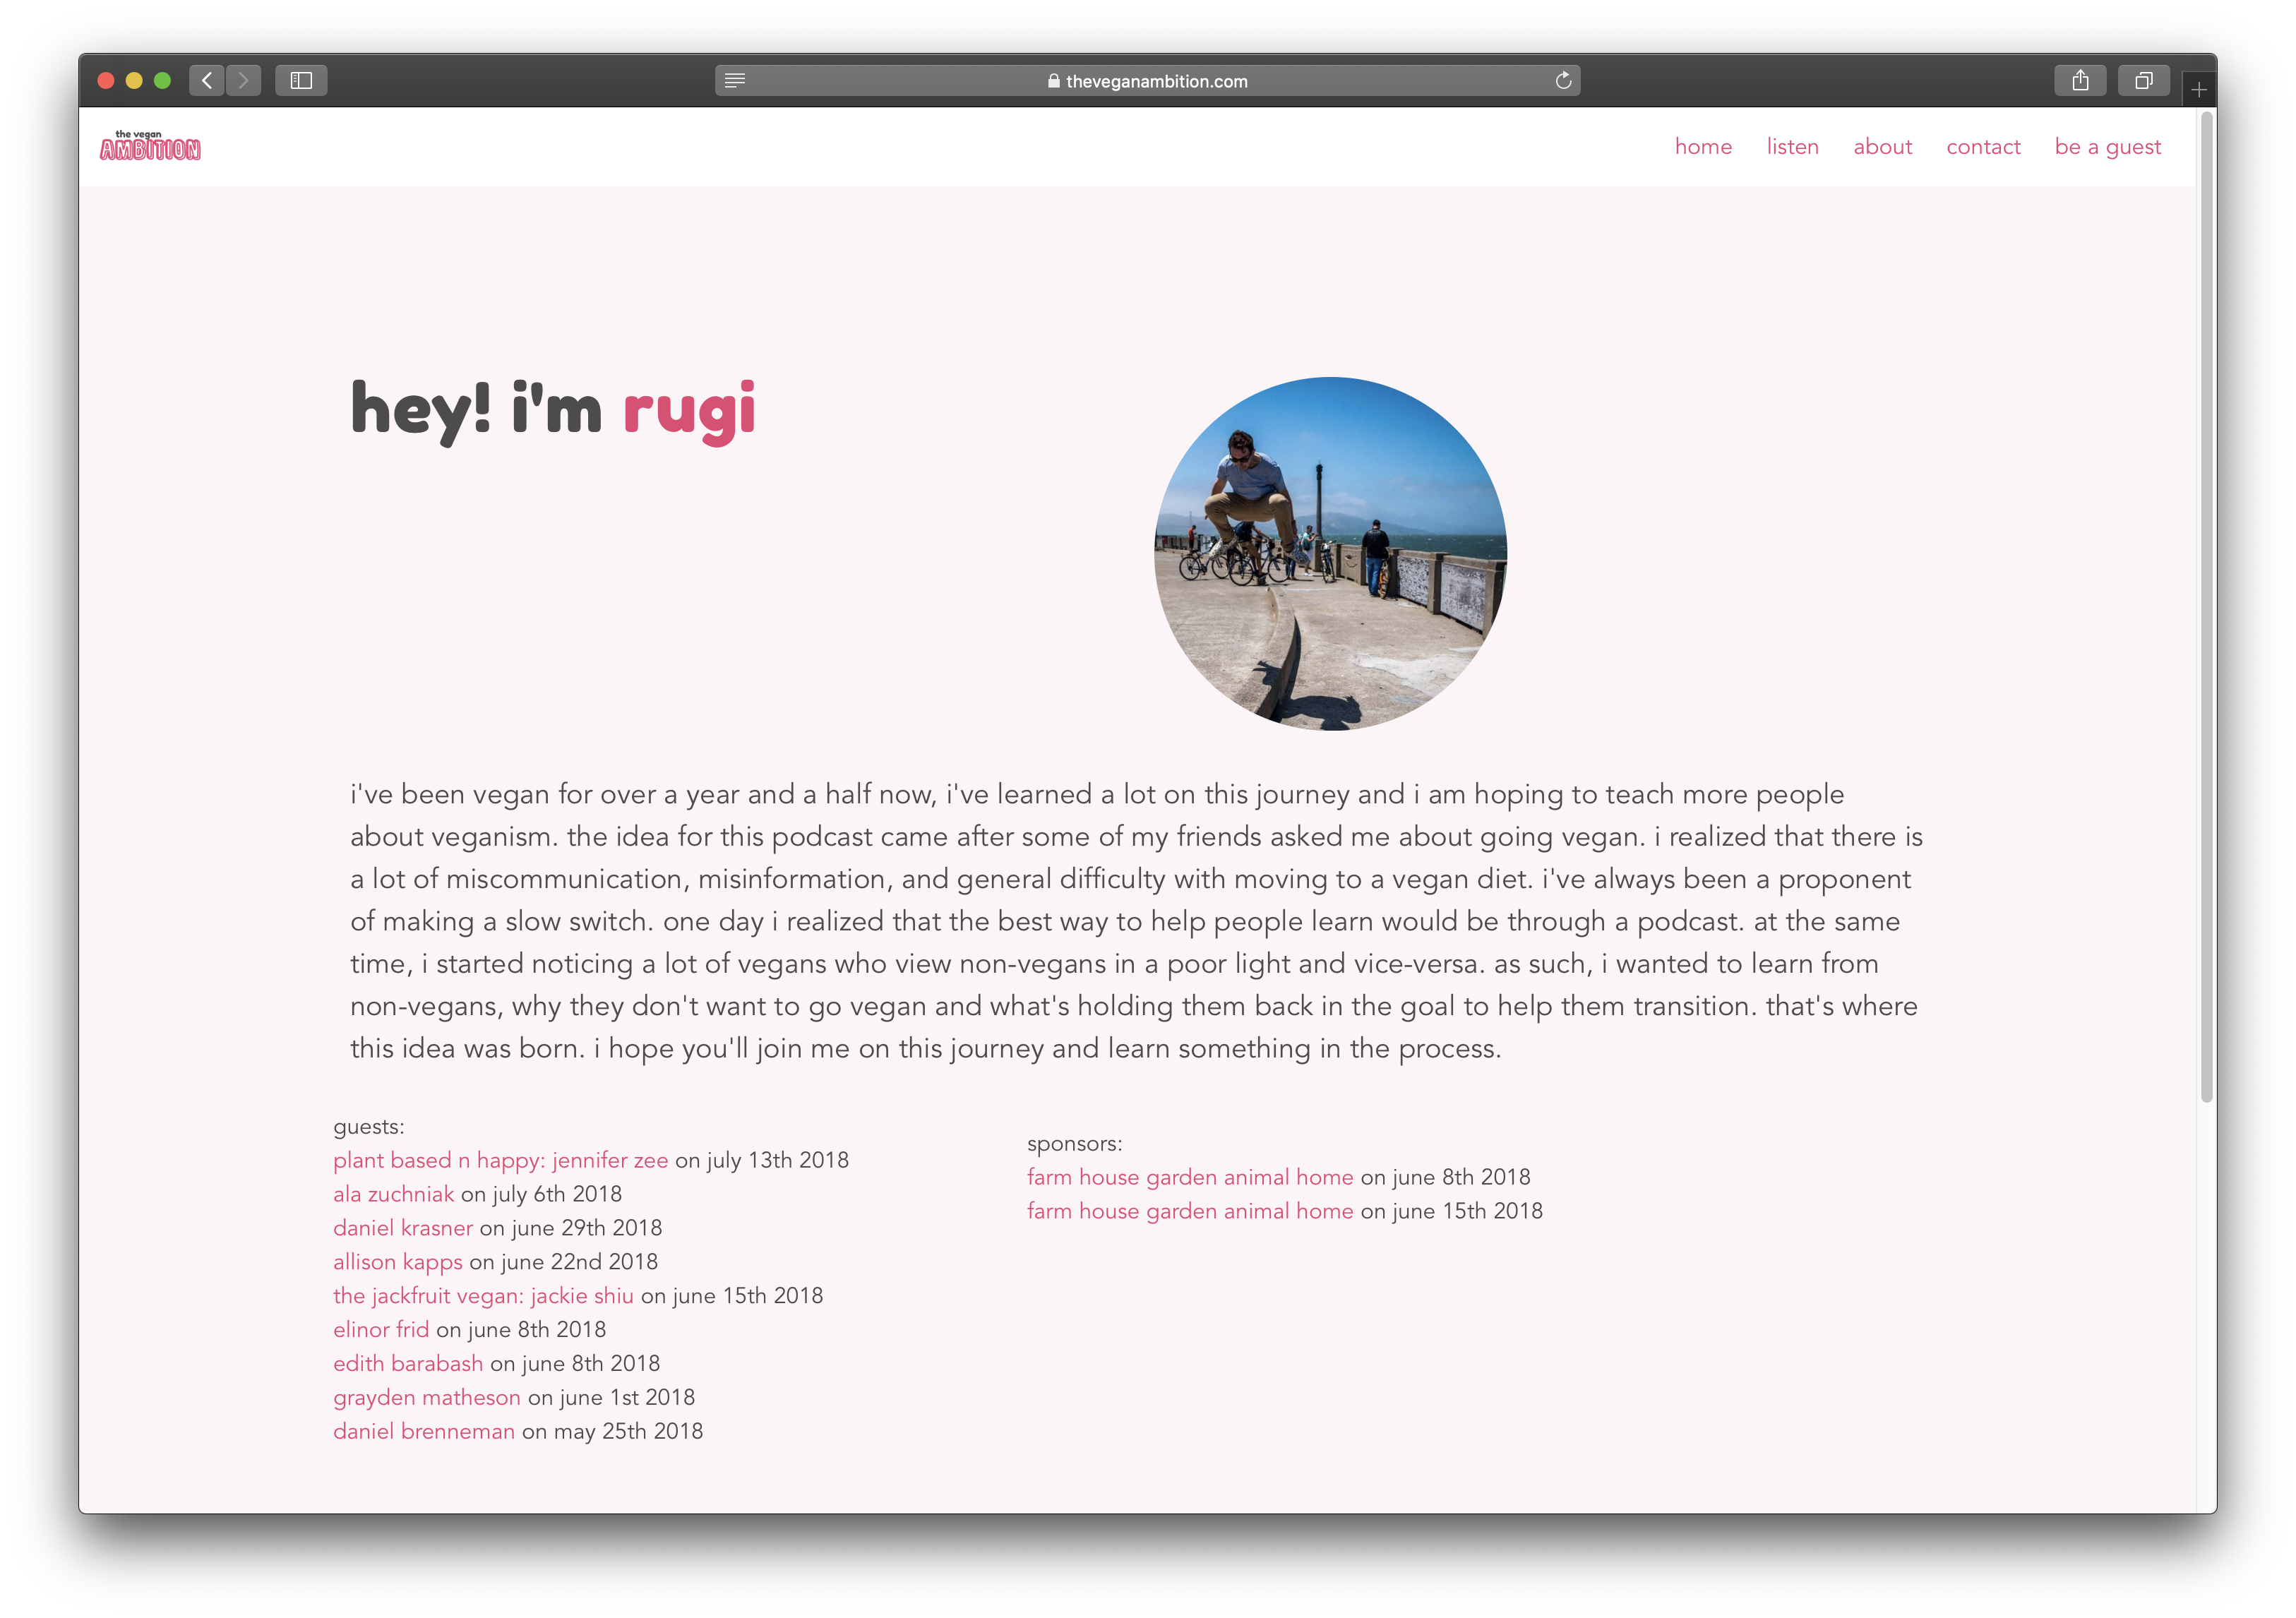 theveganambition.com
the vegan
AMBITION
home listen about contact be a guest
hey! i'm rugi
i've been vegan for over a year and a half now, i've learned a lot on this journey and i am hoping to teach more people
about veganism. the idea for this podcast came after some of my friends asked me about going vegan. i realized that there is
a lot of miscommunication, misinformation, and general difficulty with moving to a vegan diet. i've always been a proponent
of making a slow switch. one day i realized that the best way to help people learn would be through a podcast. at the same
time, i started noticing a lot of vegans who view non-vegans in a poor light and vice-versa. as such, i wanted to learn from
non-vegans, why they don't want to go vegan and what's holding them back in the goal to help them transition. that's where
this idea was born. i hope you'll join me on this journey and learn something in the process.
guests:
plant based n happy: jennifer zee on july 13th 2018
ala zuchniak on july 6th 2018
daniel krasner on june 29th 2018
allison kapps on june 22nd 2018
the jackfruit vegan: jackie shiu on june 15th 2018
elinor frid on june 8th 2018
edith barabash on june 8th 2018
grayden matheson on june 1st 2018
daniel brenneman on may 25th 2018
sponsors:
farm house garden animal home on june 8th 2018
farm house garden animal home on june 15th 2018